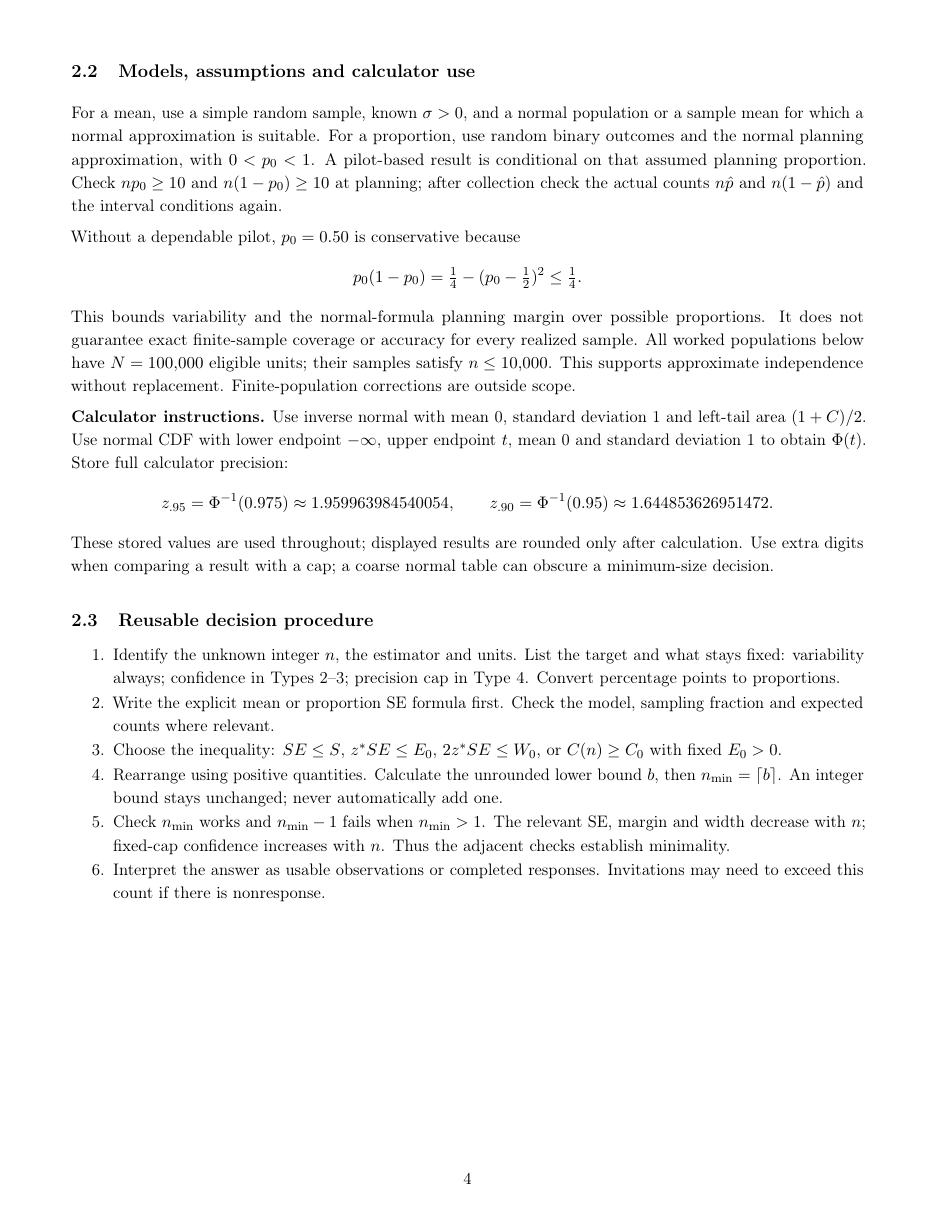 2.2 Models, assumptions and calculator use
For a mean, use a simple random sample, known σ > 0, and a normal population or a sample mean for which a
normal approximation is suitable. For a proportion, use random binary outcomes and the normal planning
approximation, with 0 < p₀ < 1. A pilot-based result is conditional on that assumed planning proportion.
Check np₀ ≥ 10 and n(1 − p₀) ≥ 10 at planning; after collection check the actual counts np̂ and n(1 − p̂) and
the interval conditions again.
Without a dependable pilot, p₀ = 0.50 is conservative because
p₀(1 − p₀) = 1/4 − (p₀ − 1/2)² ≤ 1/4.
This bounds variability and the normal-formula planning margin over possible proportions. It does not
guarantee exact finite-sample coverage or accuracy for every realized sample. All worked populations below
have N = 100,000 eligible units; their samples satisfy n ≤ 10,000. This supports approximate independence
without replacement. Finite-population corrections are outside scope.
Calculator instructions. Use inverse normal with mean 0, standard deviation 1 and left-tail area (1 + C)/2.
Use normal CDF with lower endpoint −∞, upper endpoint t, mean 0 and standard deviation 1 to obtain Φ(t).
Store full calculator precision:
z.95 = Φ⁻¹(0.975) ≈ 1.959963984540054, z.90 = Φ⁻¹(0.95) ≈ 1.644853626951472.
These stored values are used throughout; displayed results are rounded only after calculation. Use extra digits
when comparing a result with a cap; a coarse normal table can obscure a minimum-size decision.
2.3 Reusable decision procedure
1. Identify the unknown integer n, the estimator and units. List the target and what stays fixed: variability
always; confidence in Types 2–3; precision cap in Type 4. Convert percentage points to proportions.
2. Write the explicit mean or proportion SE formula first. Check the model, sampling fraction and expected
counts where relevant.
3. Choose the inequality: SE ≤ S, z*SE ≤ E₀, 2z*SE ≤ W₀, or C(n) ≥ C₀ with fixed E₀ > 0.
4. Rearrange using positive quantities. Calculate the unrounded lower bound b, then nmin = ⌈b⌉. An integer
bound stays unchanged; never automatically add one.
5. Check nmin works and nmin − 1 fails when nmin > 1. The relevant SE, margin and width decrease with n;
fixed-cap confidence increases with n. Thus the adjacent checks establish minimality.
6. Interpret the answer as usable observations or completed responses. Invitations may need to exceed this
count if there is nonresponse.
4